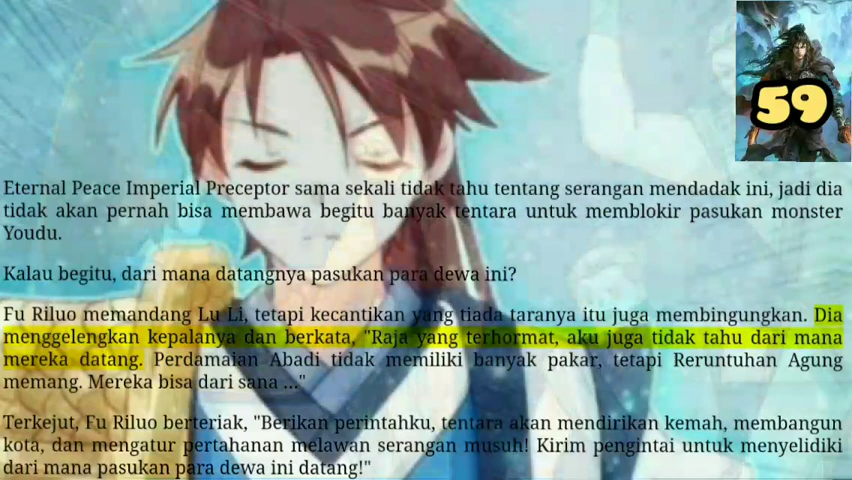 59
Eternal Peace Imperial Preceptor sama sekali tidak tahu tentang serangan mendadak ini, jadi dia
tidak akan pernah bisa membawa begitu banyak tentara untuk memblokir pasukan monster
Youdu.
Kalau begitu, dari mana datangnya pasukan para dewa ini?
Fu Riluo memandang Lu Li, tetapi kecantikan yang tiada taranya itu juga membingungkan. Dia
menggelengkan kepalanya dan berkata, "Raja yang terhormat, aku juga tidak tahu dari mana
mereka datang. Perdamaian Abadi tidak memiliki banyak pakar, tetapi Reruntuhan Agung
memang. Mereka bisa dari sana ..."
Terkejut, Fu Riluo berteriak, "Berikan perintahku, tentara akan mendirikan kemah, membangun
kota, dan mengatur pertahanan melawan serangan musuh! Kirim pengintai untuk menyelidiki
dari mana pasukan para dewa ini datang!"